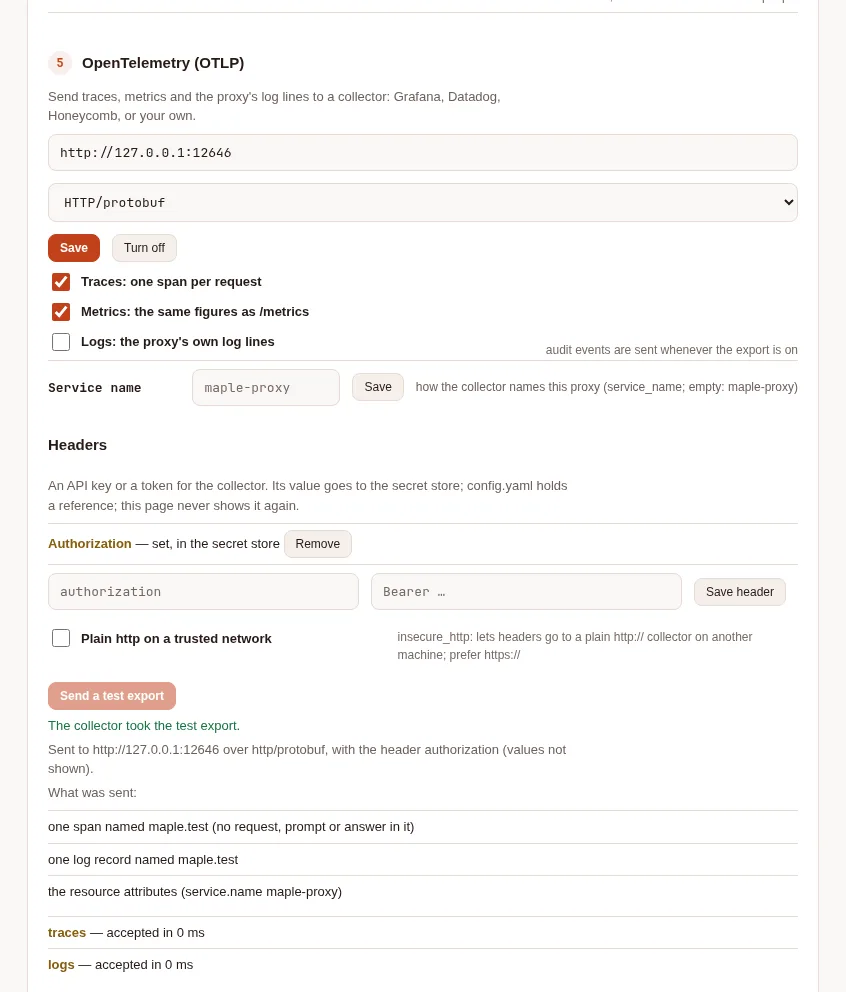 5 OpenTelemetry (OTLP)
Send traces, metrics and the proxy's log lines to a collector: Grafana, Datadog,
Honeycomb, or your own.
http://127.0.0.1:12646
HTTP/protobuf
Save Turn off
Traces: one span per request
Metrics: the same figures as /metrics
Logs: the proxy's own log lines
audit events are sent whenever the export is on
Service name maple-proxy Save how the collector names this proxy (service_name; empty: maple-proxy)
Headers
An API key or a token for the collector. Its value goes to the secret store; config.yaml holds
a reference; this page never shows it again.
Authorization — set, in the secret store Remove
authorization Bearer … Save header
Plain http on a trusted network insecure_http: lets headers go to a plain http:// collector on another
machine; prefer https://
Send a test export
The collector took the test export.
Sent to http://127.0.0.1:12646 over http/protobuf, with the header authorization (values not
shown).
What was sent:
one span named maple.test (no request, prompt or answer in it)
one log record named maple.test
the resource attributes (service.name maple-proxy)
traces — accepted in 0 ms
logs — accepted in 0 ms